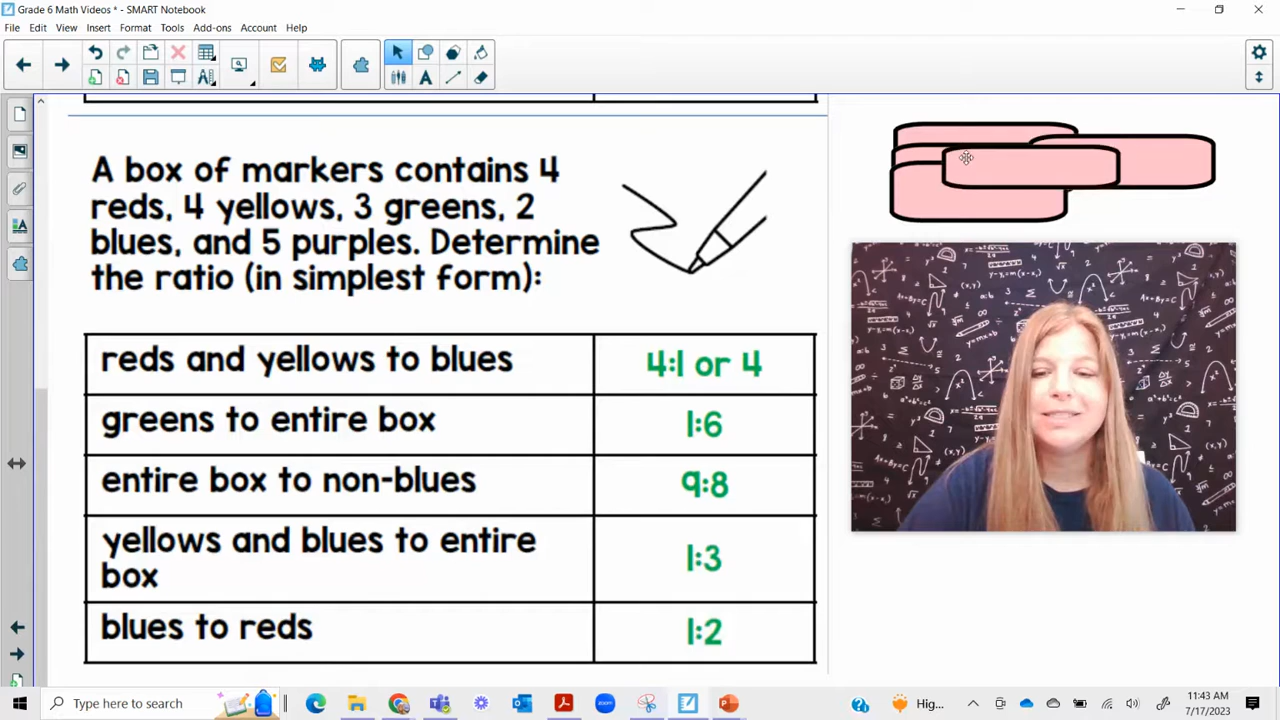 Grade 6 Math Videos * - SMART Notebook
File Edit View Insert Format Tools Add-ons Account Help
A box of markers contains 4
reds, 4 yellows, 3 greens, 2
blues, and 5 purples. Determine
the ratio (in simplest form):
reds and yellows to blues
4:1 or 4
greens to entire box
1:6
entire box to non-blues
9:8
yellows and blues to entire
box
1:3
blues to reds
1:2
Type here to search
zoom
Hig...
11:43 AM
7/17/2023